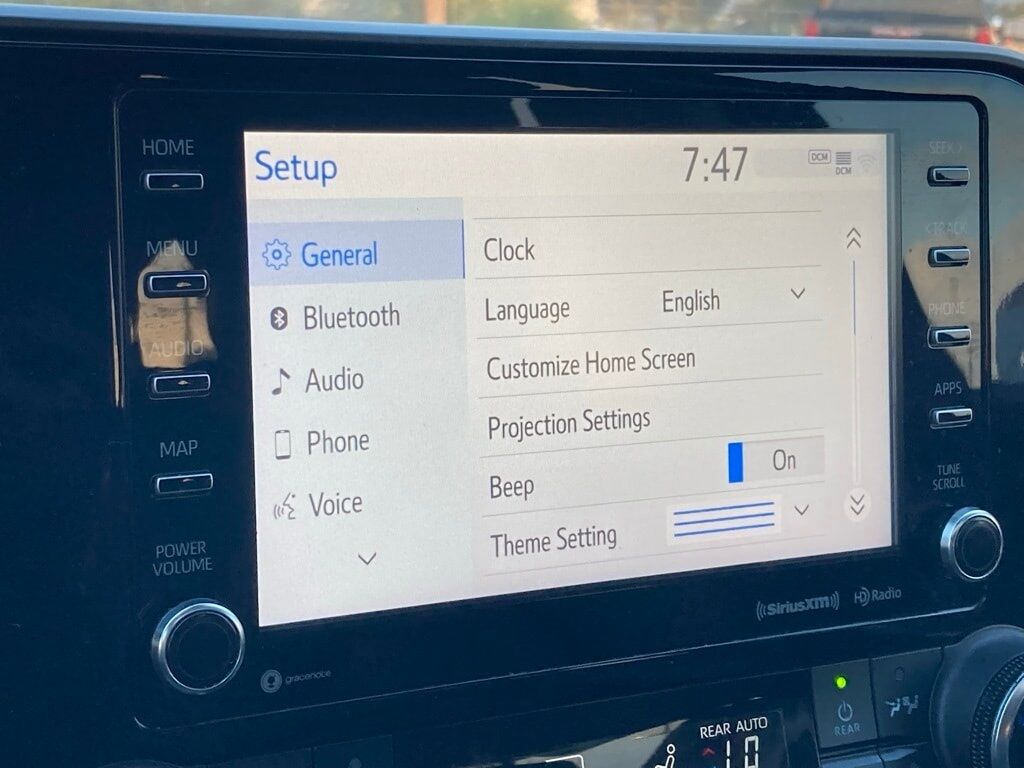 HOME
MENU
AUDIO
MAP
POWER
VOLUME
Setup
7:47
DCM
DCM
General
Bluetooth
Audio
Phone
Voice
Clock
Language English
Customize Home Screen
Projection Settings
Beep On
Theme Setting
SEEK >
< TRACK
PHONE
APPS
TUNE
SCROLL
gracenote
SiriusXM
HD Radio
REAR AUTO
REAR